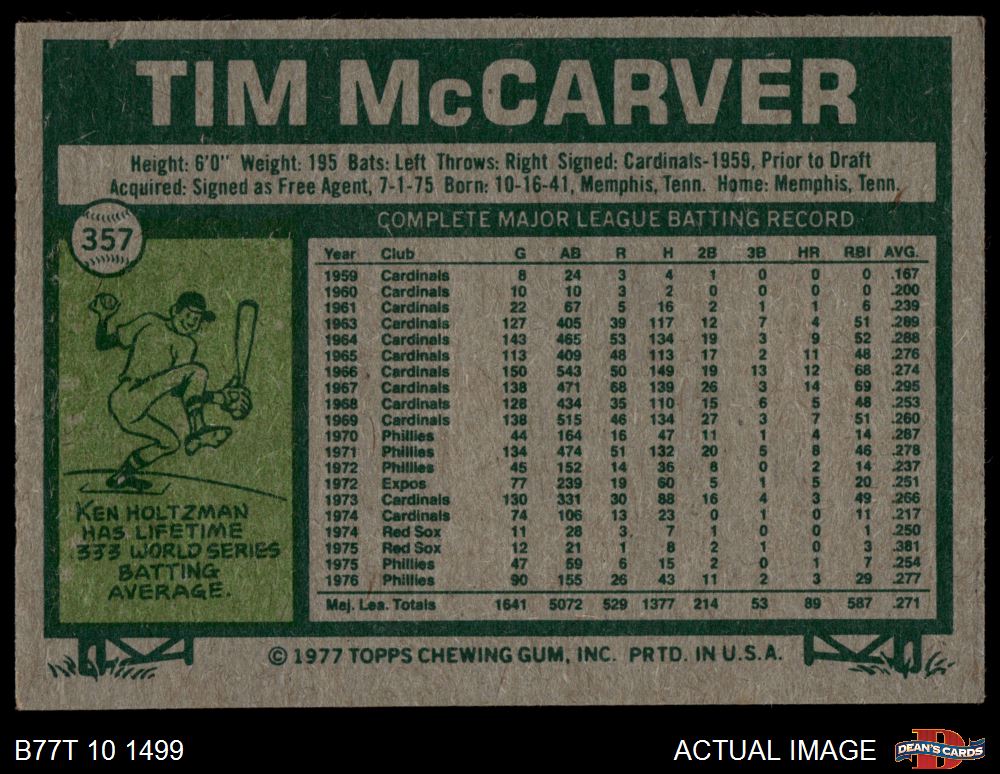 TIM McCARVER
Height: 6'0" Weight: 195 Bats: Left Throws: Right Signed: Cardinals-1959, Prior to Draft
Acquired: Signed as Free Agent, 7-1-75 Born: 10-16-41, Memphis, Tenn. Home: Memphis, Tenn.
357
COMPLETE MAJOR LEAGUE BATTING RECORD
Year Club G AB R H 2B 3B HR RBI AVG.
1959 Cardinals 8 24 3 4 1 0 0 0 .167
1960 Cardinals 10 10 3 2 0 0 0 0 .200
1961 Cardinals 22 67 5 16 2 1 1 6 .239
1963 Cardinals 127 405 39 117 12 7 4 51 .289
1964 Cardinals 143 465 53 134 19 3 9 52 .288
1965 Cardinals 113 409 48 113 17 2 11 48 .276
1966 Cardinals 150 543 50 149 19 13 12 68 .274
1967 Cardinals 138 471 68 139 26 3 14 69 .295
1968 Cardinals 128 434 35 110 15 6 5 48 .253
1969 Cardinals 138 515 46 134 27 3 7 51 .260
1970 Phillies 44 164 16 47 11 1 4 14 .287
1971 Phillies 134 474 51 132 20 5 8 46 .278
1972 Phillies 45 152 14 36 8 0 2 14 .237
1972 Expos 77 239 19 60 5 1 5 20 .251
1973 Cardinals 130 331 30 88 16 4 3 49 .266
1974 Cardinals 74 106 13 23 0 1 0 11 .217
1974 Red Sox 11 28 3 7 1 0 0 1 .250
1975 Red Sox 12 21 1 8 2 1 0 3 .381
1975 Phillies 47 59 6 15 2 0 1 7 .254
1976 Phillies 90 155 26 43 11 2 3 29 .277
Maj. Lea. Totals 1641 5072 529 1377 214 53 89 587 .271
KEN HOLTZMAN
HAS LIFETIME
.333 WORLD SERIES
BATTING
AVERAGE.
© 1977 TOPPS CHEWING GUM, INC. PRTD. IN U.S.A.
B77T 10 1499
ACTUAL IMAGE
D
DEAN'S CARDS